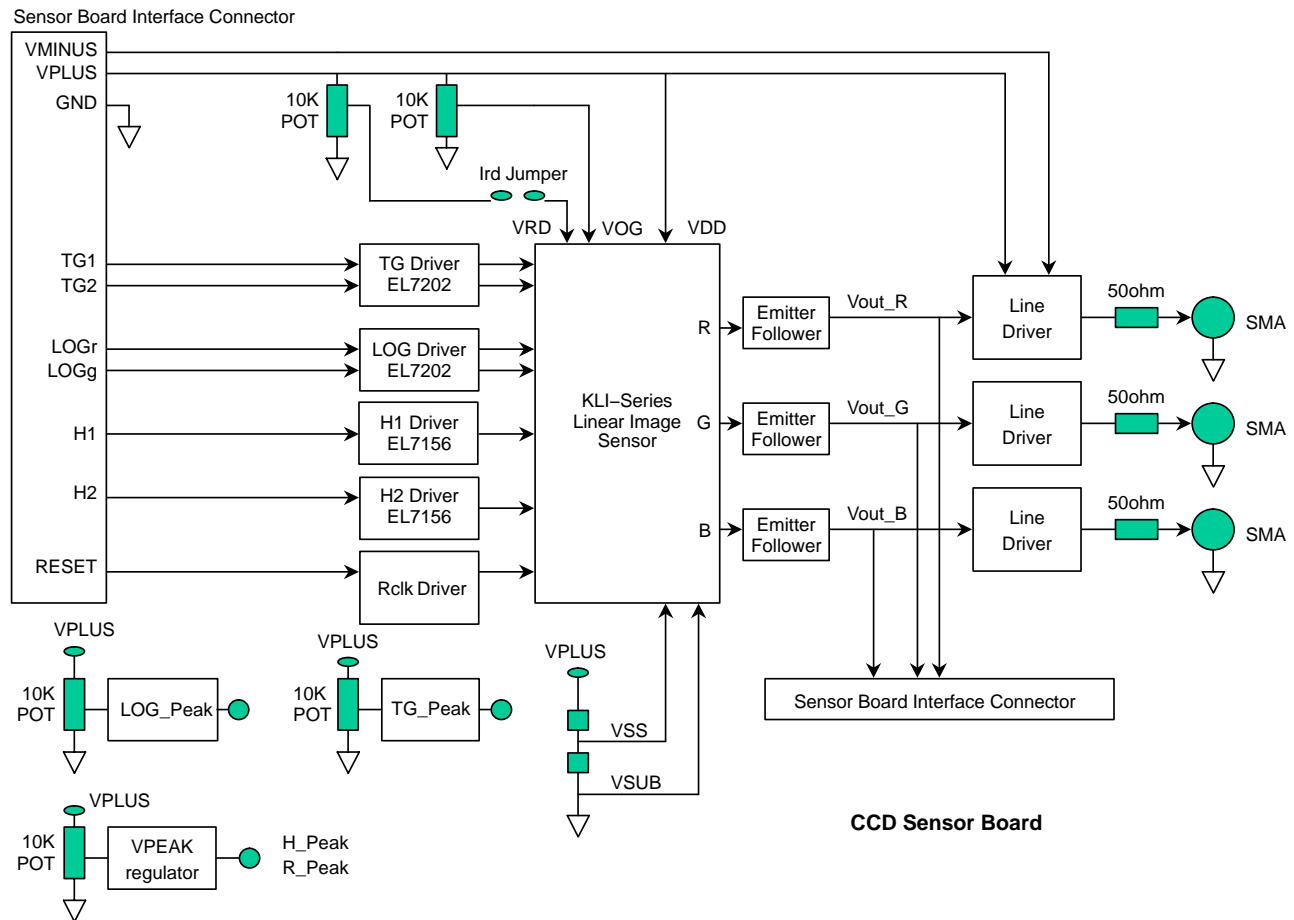 Sensor Board Interface Connector
VMINUS
VPLUS
GND
10K
POT
10K
POT
Ird Jumper
VRD
VOG
VDD
TG1
TG2
TG Driver
EL7202
LOGr
LOGg
LOG Driver
EL7202
H1
H1 Driver
EL7156
H2
H2 Driver
EL7156
RESET
Rclk Driver
KLI−Series
Linear Image
Sensor
R
G
B
Emitter
Follower
Vout_R
Line
Driver
50ohm
SMA
Emitter
Follower
Vout_G
Line
Driver
50ohm
SMA
Emitter
Follower
Vout_B
Line
Driver
50ohm
SMA
VPLUS
10K
POT
LOG_Peak
VPLUS
10K
POT
TG_Peak
VPLUS
VSS
VSUB
Sensor Board Interface Connector
VPLUS
10K
POT
VPEAK
regulator
H_Peak
R_Peak
CCD Sensor Board